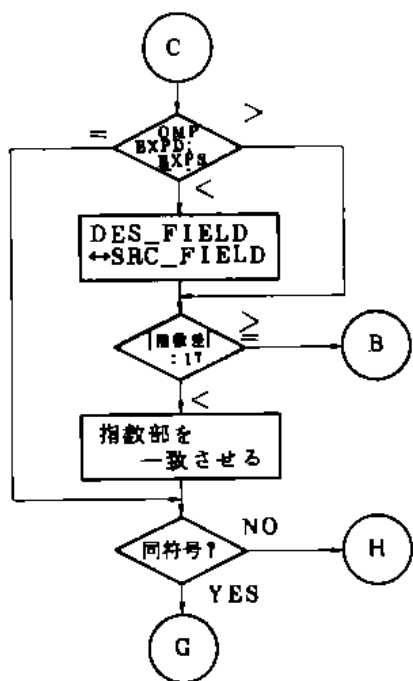 C
=
>
CMP
EXPD:
EXPS
<
DES_FIELD
↔SRC_FIELD
|指数差|
:17
≧
B
<
指数部を
一致させる
同符号?
NO
H
YES
G